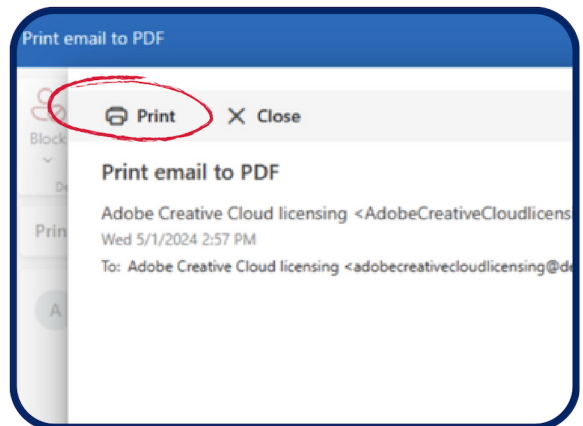 Print email to PDF
Block
Print
Close
Print email to PDF
Adobe Creative Cloud licensing <AdobeCreativeCloudlicens
Wed 5/1/2024 2:57 PM
To: Adobe Creative Cloud licensing <adobecreativecloudlicensing@de
De
Prin
A